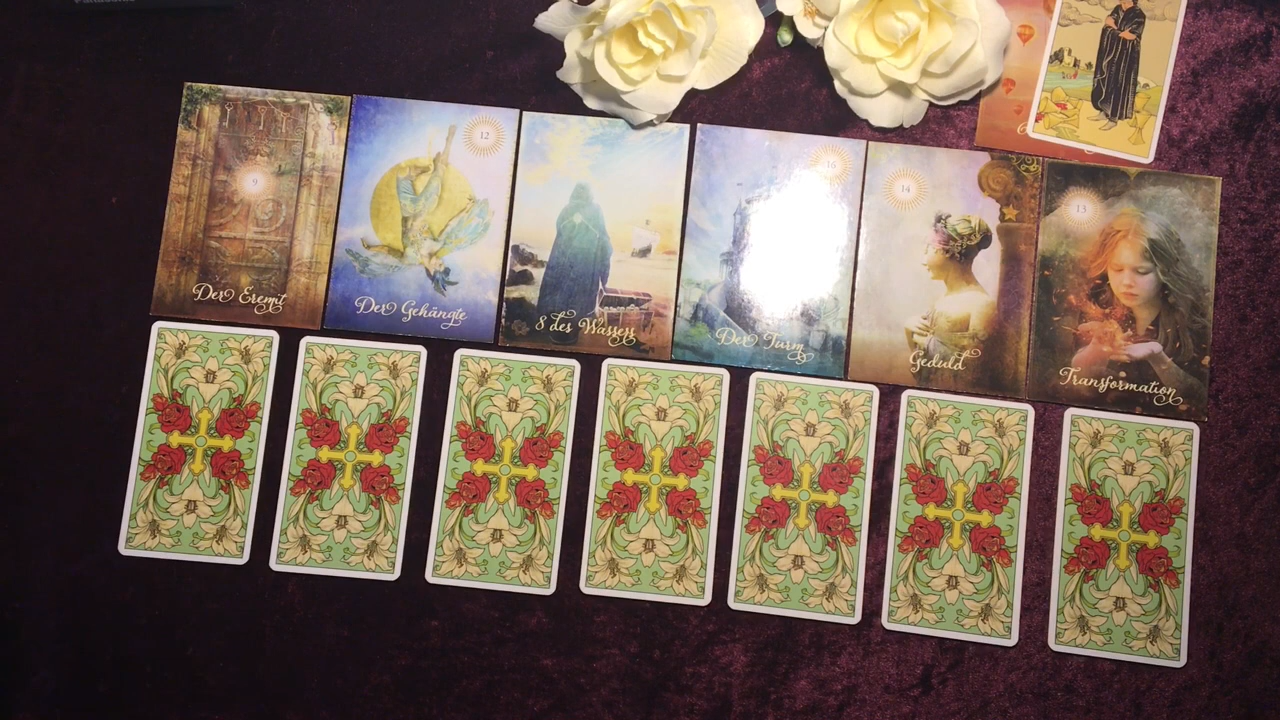 9
Der Eremit
12
Der Gehängte
8 des Wassers
16
Der Turm
14
Geduld
13
Transformation